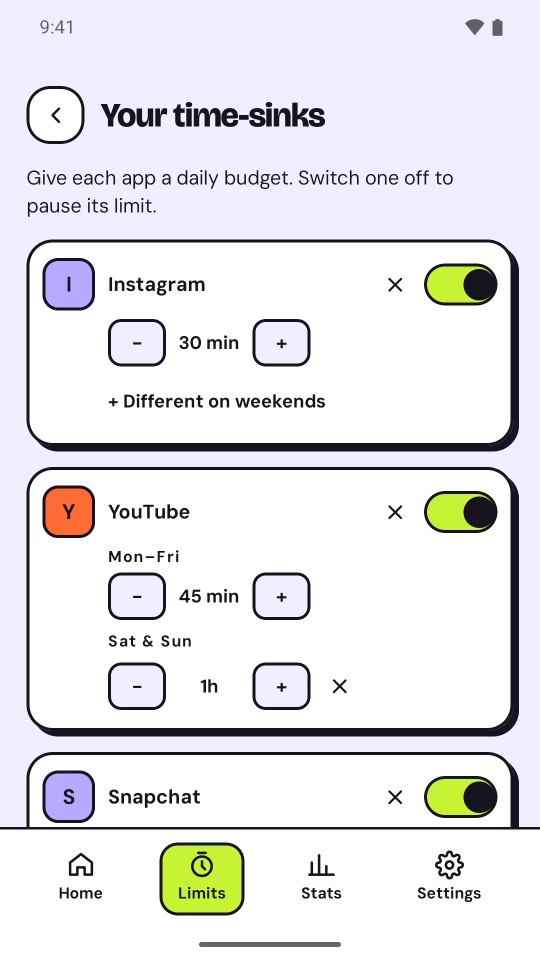 9:41
Your time-sinks
Give each app a daily budget. Switch one off to
pause its limit.
I
Instagram
–
30 min
+
+ Different on weekends
Y
YouTube
Mon–Fri
–
45 min
+
Sat & Sun
–
1h
+
S
Snapchat
Home
Limits
Stats
Settings